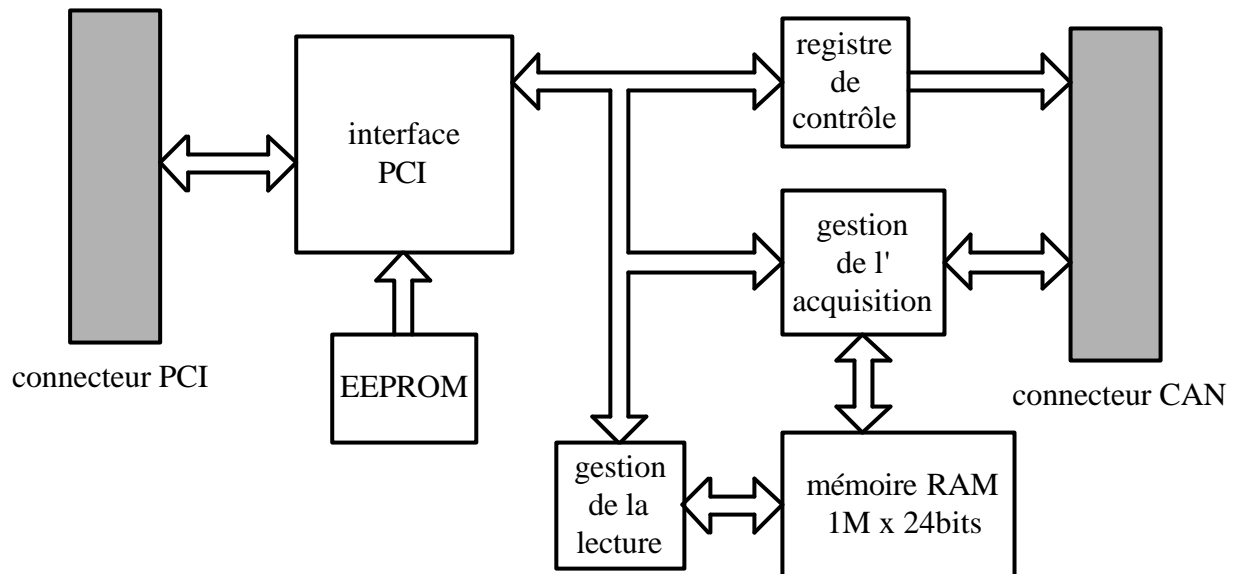 registre
de
contrôle
interface
PCI
gestion
de l'
acquisition
connecteur PCI
EEPROM
connecteur CAN
gestion
de la
lecture
mémoire RAM
1M x 24bits